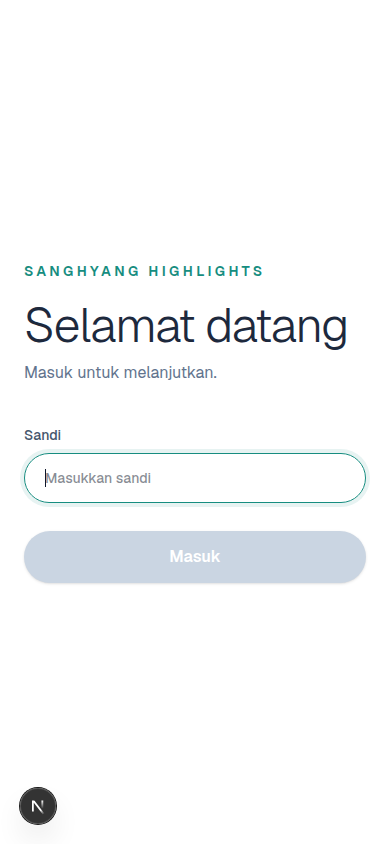 SANGHYANG HIGHLIGHTS
Selamat datang
Masuk untuk melanjutkan.
Sandi
Masukkan sandi
Masuk
N